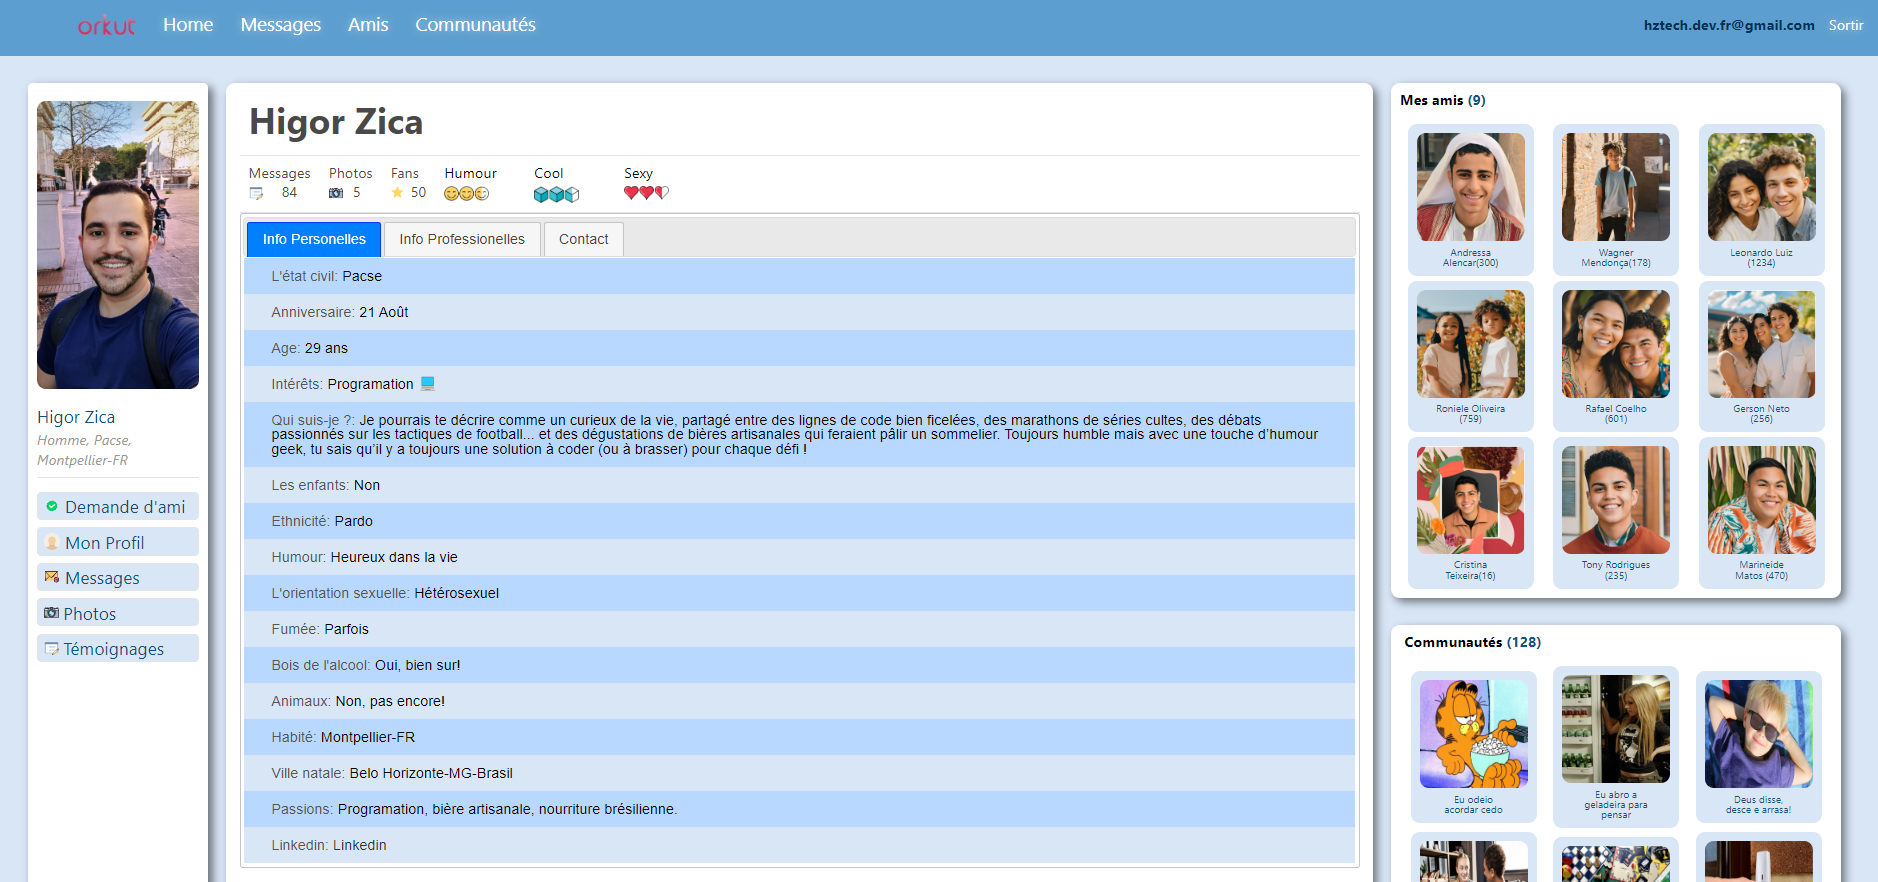 orkut
Home
Messages
Amis
Communautés
hztech.dev.fr@gmail.com
Sortir
Higor Zica
Homme, Pacse,
Montpellier-FR
Demande d'ami
Mon Profil
Messages
Photos
Témoignages
Higor Zica
Messages
84
Photos
5
Fans
50
Humour
Cool
Sexy
Info Personelles
Info Professionelles
Contact
L'état civil: Pacse
Anniversaire: 21 Août
Age: 29 ans
Intérêts: Programation
Qui suis-je ?: Je pourrais te décrire comme un curieux de la vie, partagé entre des lignes de code bien ficelées, des marathons de séries cultes, des débats
passionnés sur les tactiques de football... et des dégustations de bières artisanales qui feraient pâlir un sommelier. Toujours humble mais avec une touche d'humour
geek, tu sais qu'il y a toujours une solution à coder (ou à brasser) pour chaque défi !
Les enfants: Non
Ethnicité: Pardo
Humour: Heureux dans la vie
L'orientation sexuelle: Hétérosexuel
Fumée: Parfois
Bois de l'alcool: Oui, bien sur!
Animaux: Non, pas encore!
Habité: Montpellier-FR
Ville natale: Belo Horizonte-MG-Brasil
Passions: Programation, bière artisanale, nourriture brésilienne.
Linkedin: Linkedin
Mes amis (9)
Andressa
Alencar(300)
Wagner
Mendonça(178)
Leonardo Luiz
(1234)
Roniele Oliveira
(759)
Rafael Coelho
(601)
Gerson Neto
(256)
Cristina
Teixeira(16)
Tony Rodrigues
(235)
Marineide
Matos (470)
Communautés (128)
Eu odeio
acordar cedo
Eu abro a
geladeira para
pensar
Deus disse,
desce e arrasa!